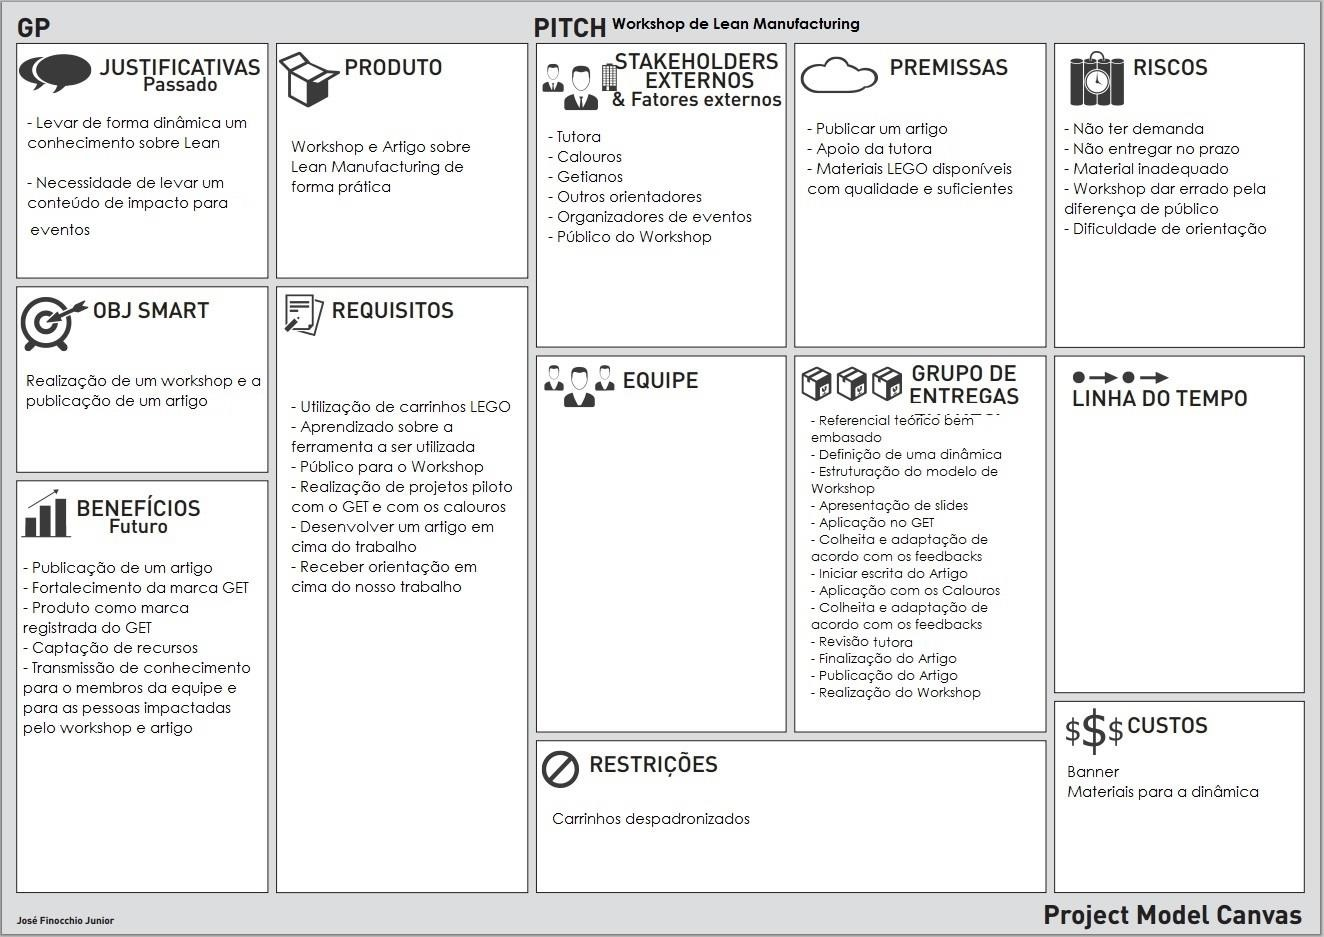 GP
PITCH Workshop de Lean Manufacturing
JUSTIFICATIVAS
Passado
- Levar de forma dinâmica um
conhecimento sobre Lean
- Necessidade de levar um
conteúdo de impacto para
eventos
PRODUTO
Workshop e Artigo sobre
Lean Manufacturing de
forma prática
STAKEHOLDERS
EXTERNOS
& Fatores externos
- Tutora
- Calouros
- Getianos
- Outros orientadores
- Organizadores de eventos
- Público do Workshop
PREMISSAS
- Publicar um artigo
- Apoio da tutora
- Materiais LEGO disponíveis
com qualidade e suficientes
RISCOS
- Não ter demanda
- Não entregar no prazo
- Material inadequado
- Workshop dar errado pela
diferença de público
- Dificuldade de orientação
OBJ SMART
Realização de um workshop e a
publicação de um artigo
REQUISITOS
- Utilização de carrinhos LEGO
- Aprendizado sobre a
ferramenta a ser utilizada
- Público para o Workshop
- Realização de projetos piloto
com o GET e com os calouros
- Desenvolver um artigo em
cima do trabalho
- Receber orientação em
cima do nosso trabalho
EQUIPE
GRUPO DE
ENTREGAS
- Referencial teórico bem
embasado
- Definição de uma dinâmica
- Estruturação do modelo de
Workshop
- Apresentação de slides
- Aplicação no GET
- Colheita e adaptação de
acordo com os feedbacks
- Iniciar escrita do Artigo
- Aplicação com os Calouros
- Colheita e adaptação de
acordo com os feedbacks
- Revisão tutora
- Finalização do Artigo
- Publicação do Artigo
- Realização do Workshop
LINHA DO TEMPO
BENEFÍCIOS
Futuro
- Publicação de um artigo
- Fortalecimento da marca GET
- Produto como marca
registrada do GET
- Captação de recursos
- Transmissão de conhecimento
para o membros da equipe e
para as pessoas impactadas
pelo workshop e artigo
RESTRIÇÕES
Carrinhos despadronizados
$$$ CUSTOS
Banner
Materiais para a dinâmica
José Finocchio Junior
Project Model Canvas